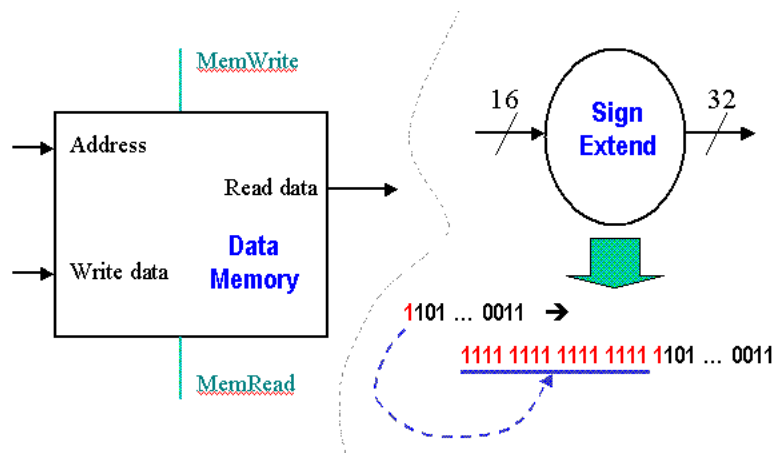 MemWrite
Address
Read data
Write data
Data
Memory
MemRead
16
Sign
Extend
32
1101 ... 0011 ➔
1111 1111 1111 1111 1101 ... 0011